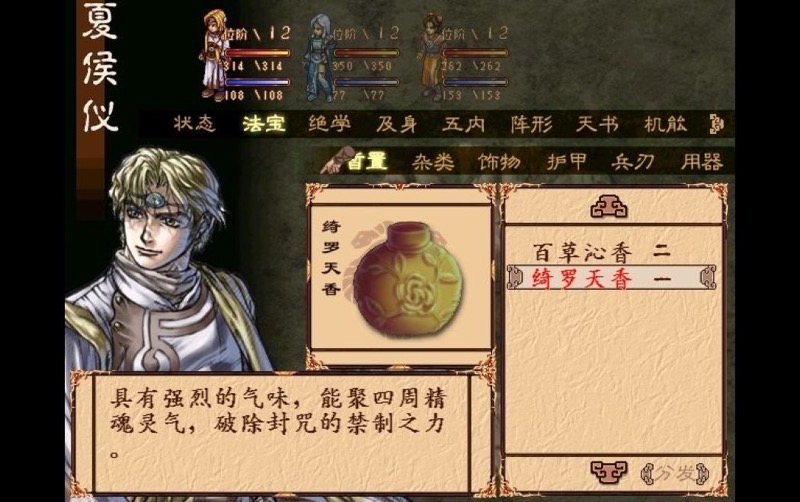 夏侯仪
位阶 \ 12
314 \314
108 \108
位阶 \ 12
350 \350
77 \77
位阶 \ 12
262 \262
153 \153
状态 法宝 绝学 及身 五内 阵形 天书 机能
暂置 杂类 饰物 护甲 兵刃 用器
绮罗天香
百草沁香 二
绮罗天香 一
具有强烈的气味，能聚四周精
魂灵气，破除封咒的禁制之力
。
分发